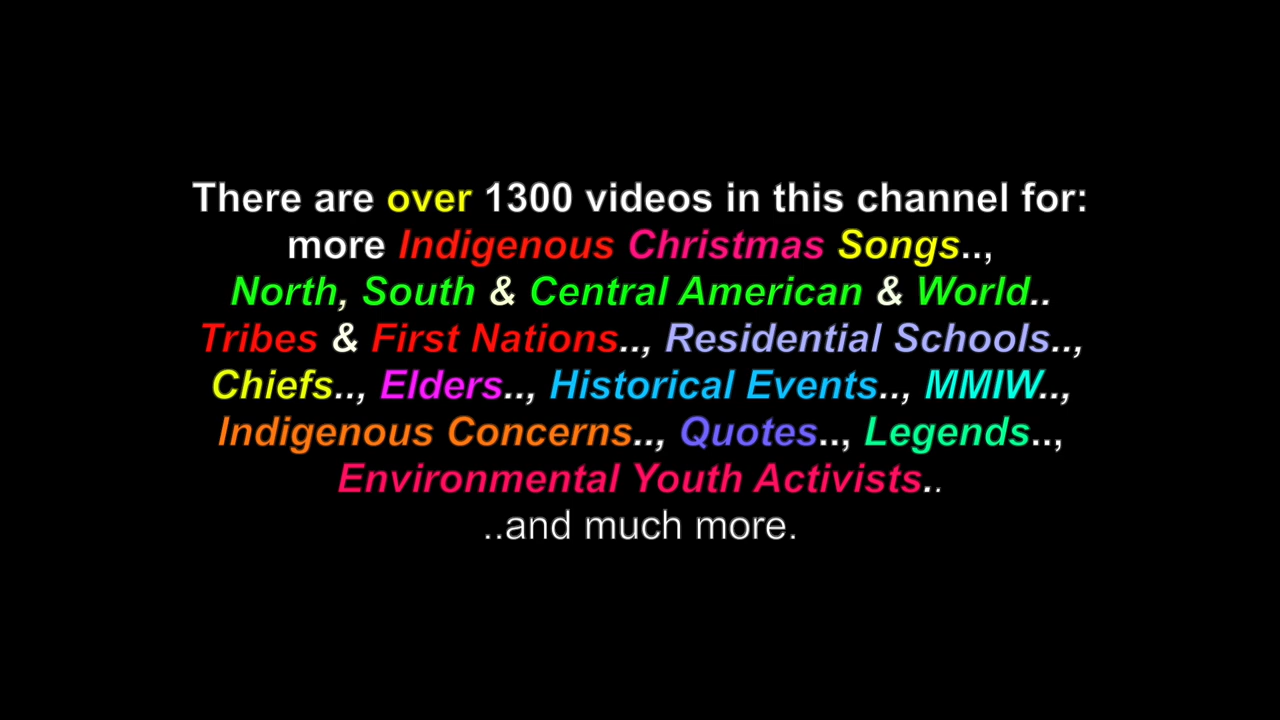 There are over 1300 videos in this channel for:
more Indigenous Christmas Songs..,
North, South & Central American & World..
Tribes & First Nations.., Residential Schools..,
Chiefs.., Elders.., Historical Events.., MMIW..,
Indigenous Concerns.., Quotes.., Legends..,
Environmental Youth Activists..
..and much more.